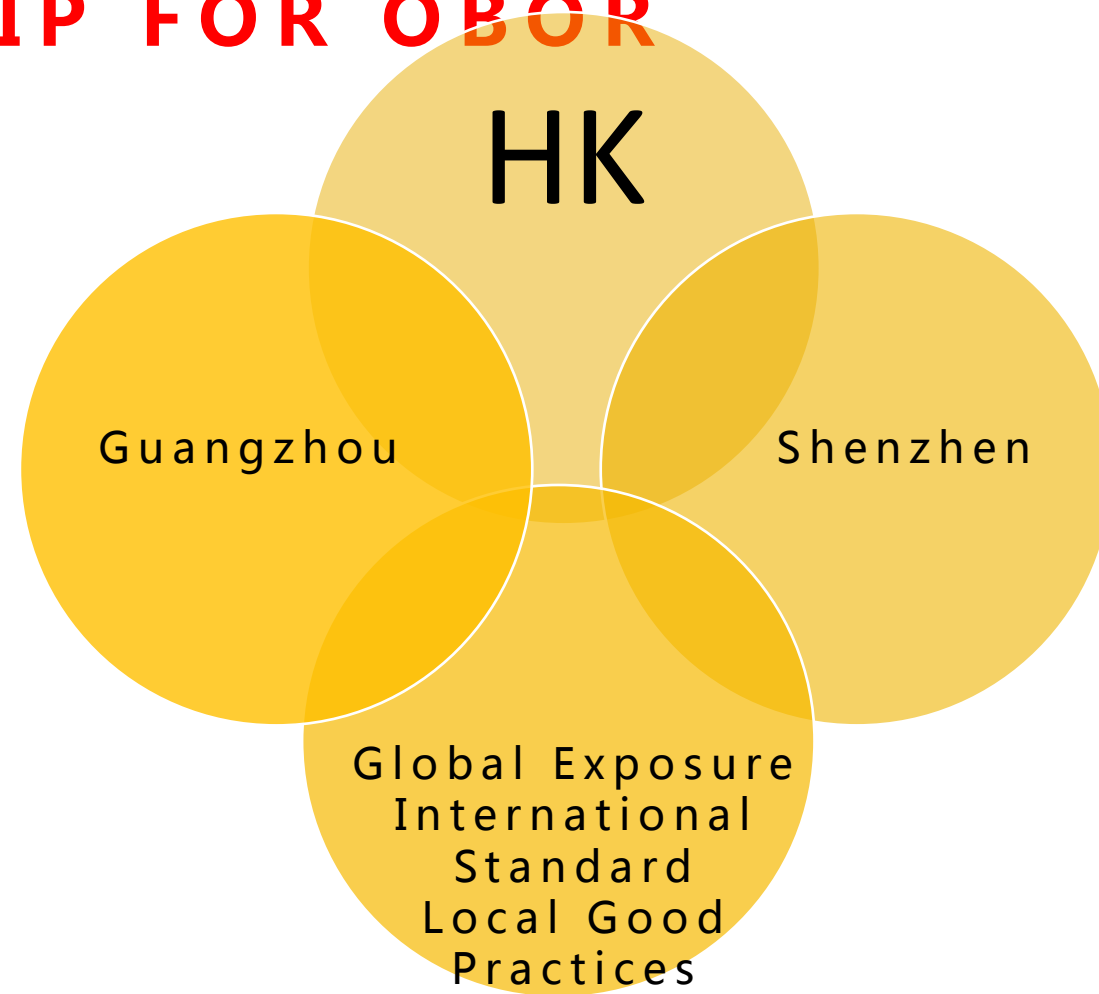 IP FOR OBOR
HK
Guangzhou
Shenzhen
Global Exposure
International
Standard
Local Good
Practices